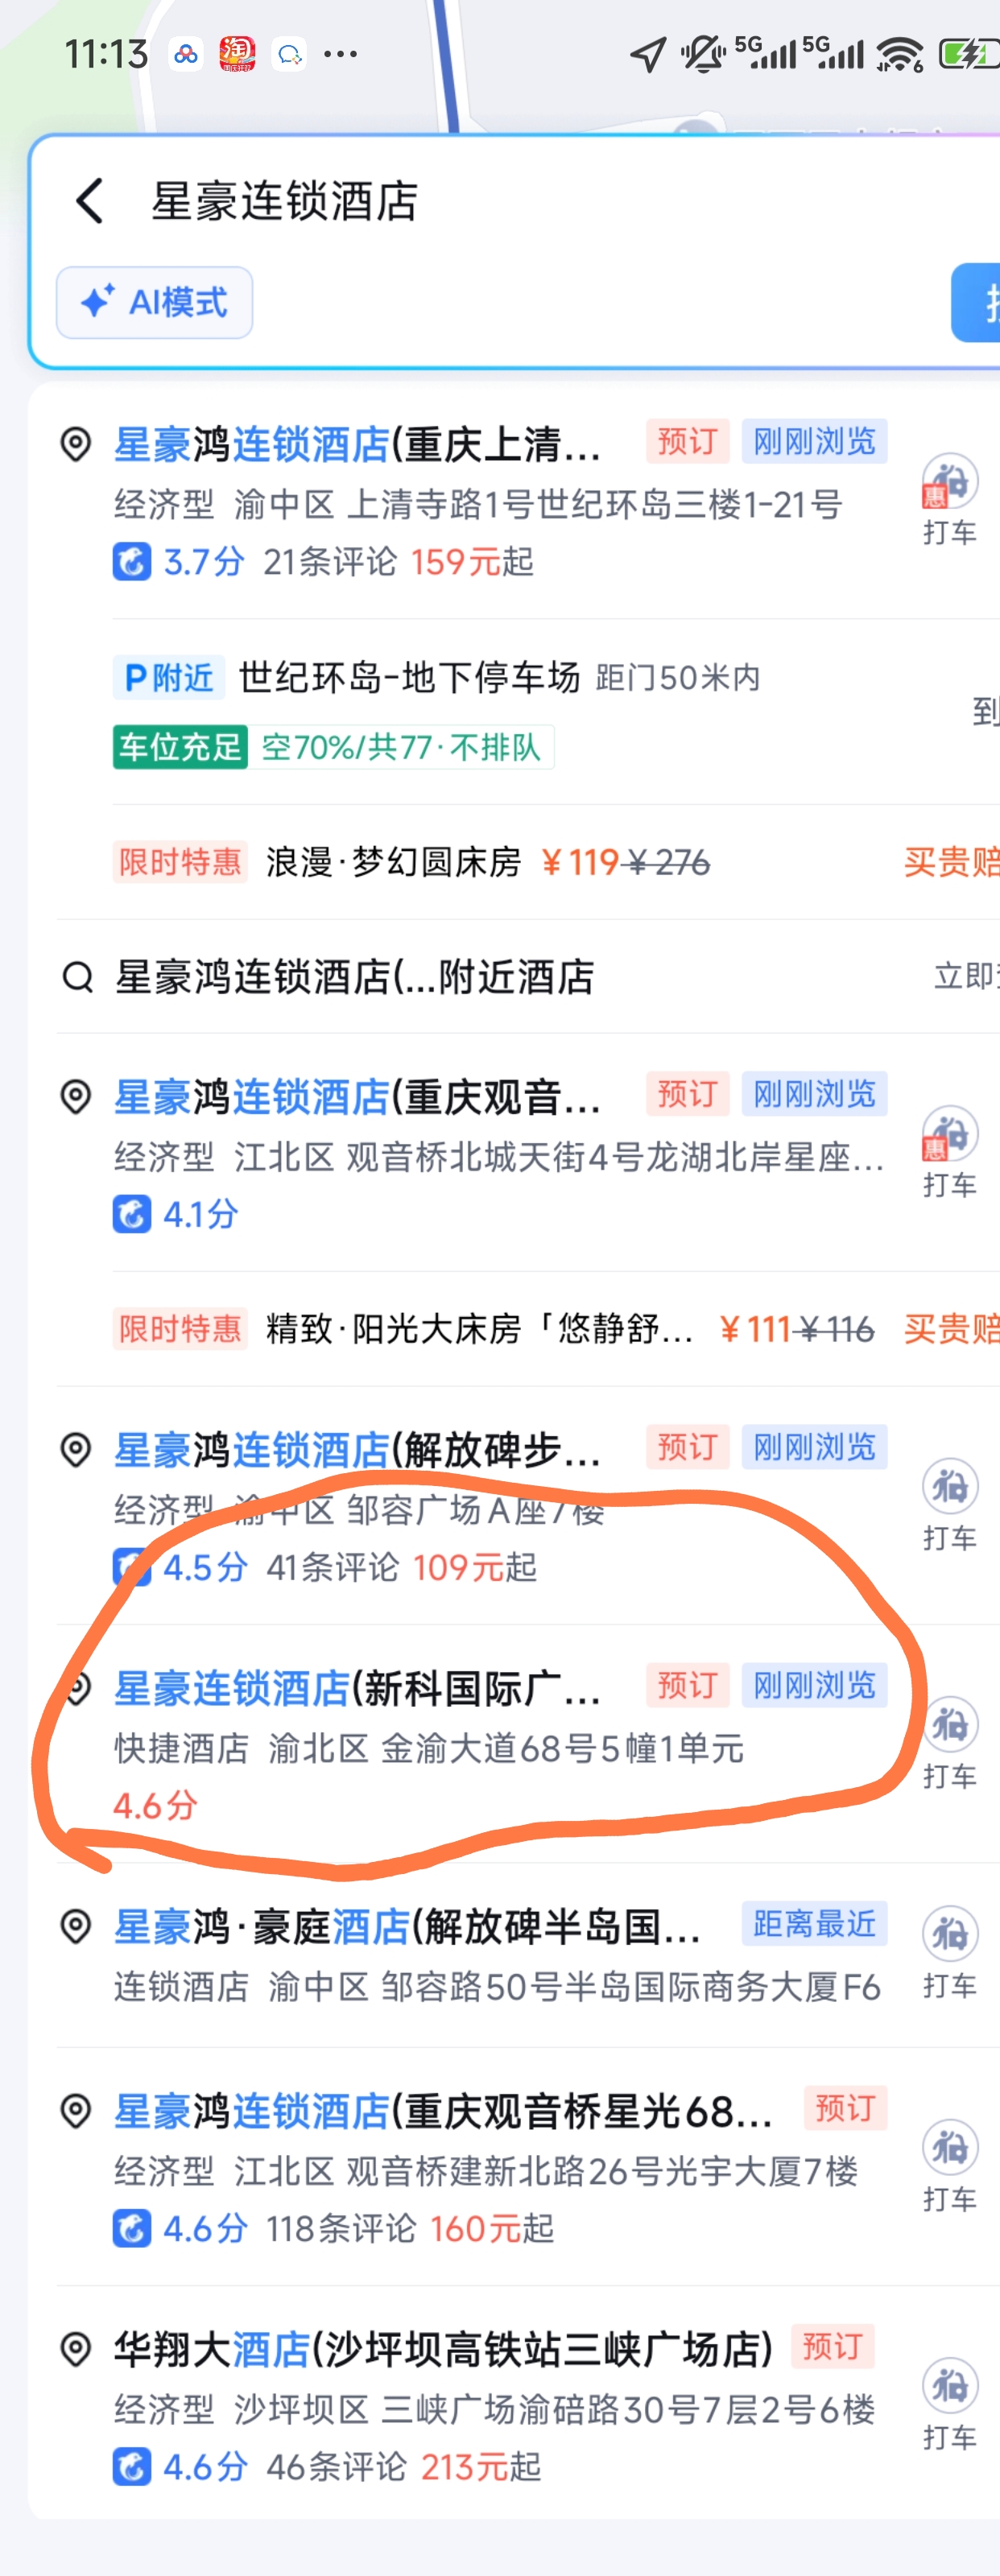 11:13
淘
5G
5G
6
星豪连锁酒店
AI模式
星豪鸿连锁酒店(重庆上清...
预订
刚刚浏览
经济型 渝中区 上清寺路1号世纪环岛三楼1-21号
惠
打车
3.7分 21条评论 159元起
P附近 世纪环岛-地下停车场 距门50米内
到
车位充足 空70%/共77·不排队
限时特惠 浪漫·梦幻圆床房 ¥119 ¥276 买贵赔
星豪鸿连锁酒店(...附近酒店
立即
星豪鸿连锁酒店(重庆观音...
预订
刚刚浏览
经济型 江北区 观音桥北城天街4号龙湖北岸星座...
惠
打车
4.1分
限时特惠 精致·阳光大床房「悠静舒... ¥111 ¥116 买贵赔
星豪鸿连锁酒店(解放碑步...
预订
刚刚浏览
经济型 渝中区 邹容广场A座7楼
打车
4.5分 41条评论 109元起
星豪连锁酒店(新科国际广...
预订
刚刚浏览
快捷酒店 渝北区 金渝大道68号5幢1单元
打车
4.6分
星豪鸿·豪庭酒店(解放碑半岛国...
距离最近
连锁酒店 渝中区 邹容路50号半岛国际商务大厦F6
打车
星豪鸿连锁酒店(重庆观音桥星光68...
预订
经济型 江北区 观音桥建新北路26号光宇大厦7楼
打车
4.6分 118条评论 160元起
华翔大酒店(沙坪坝高铁站三峡广场店)
预订
经济型 沙坪坝区 三峡广场渝碚路30号7层2号6楼
打车
4.6分 46条评论 213元起